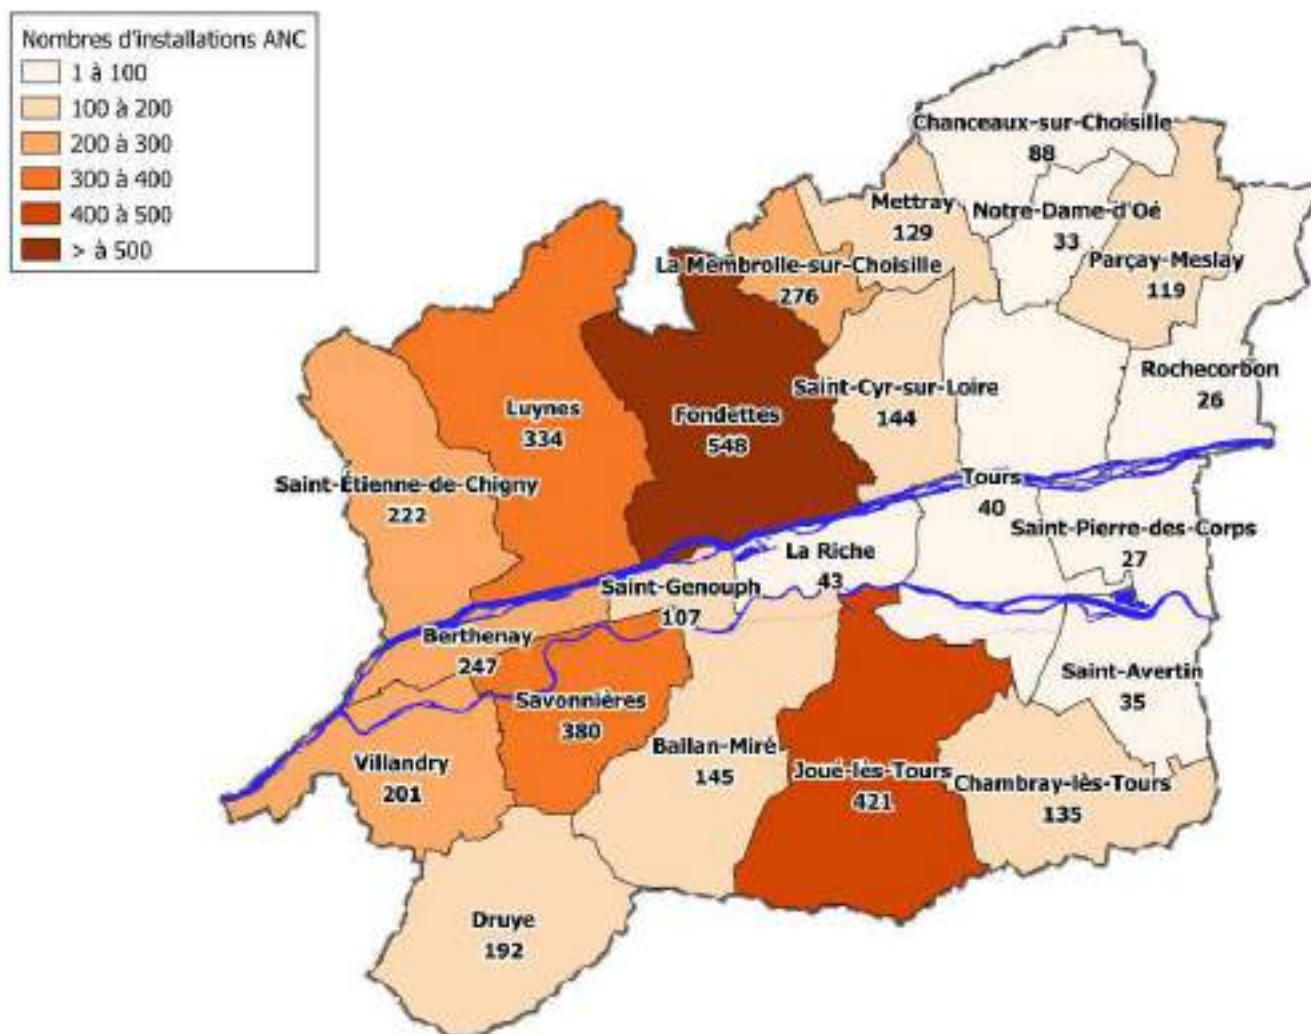 Nombres d'installations ANC
1 à 100
100 à 200
200 à 300
300 à 400
400 à 500
> à 500
Chanceaux-sur-Choisille
88
Mettray
129
Notre-Dame-d'Oé
33
La Membrolle-sur-Choisille
276
Parçay-Meslay
119
Rochecorbon
26
Saint-Cyr-sur-Loire
144
Luynes
334
Fondettes
548
Saint-Étienne-de-Chigny
222
Tours
40
Saint-Pierre-des-Corps
27
La Riche
43
Saint-Genouph
107
Berthenay
247
Saint-Avertin
35
Savonnières
380
Ballan-Miré
145
Villandry
201
Joué-lès-Tours
421
Chambray-lès-Tours
135
Druye
192